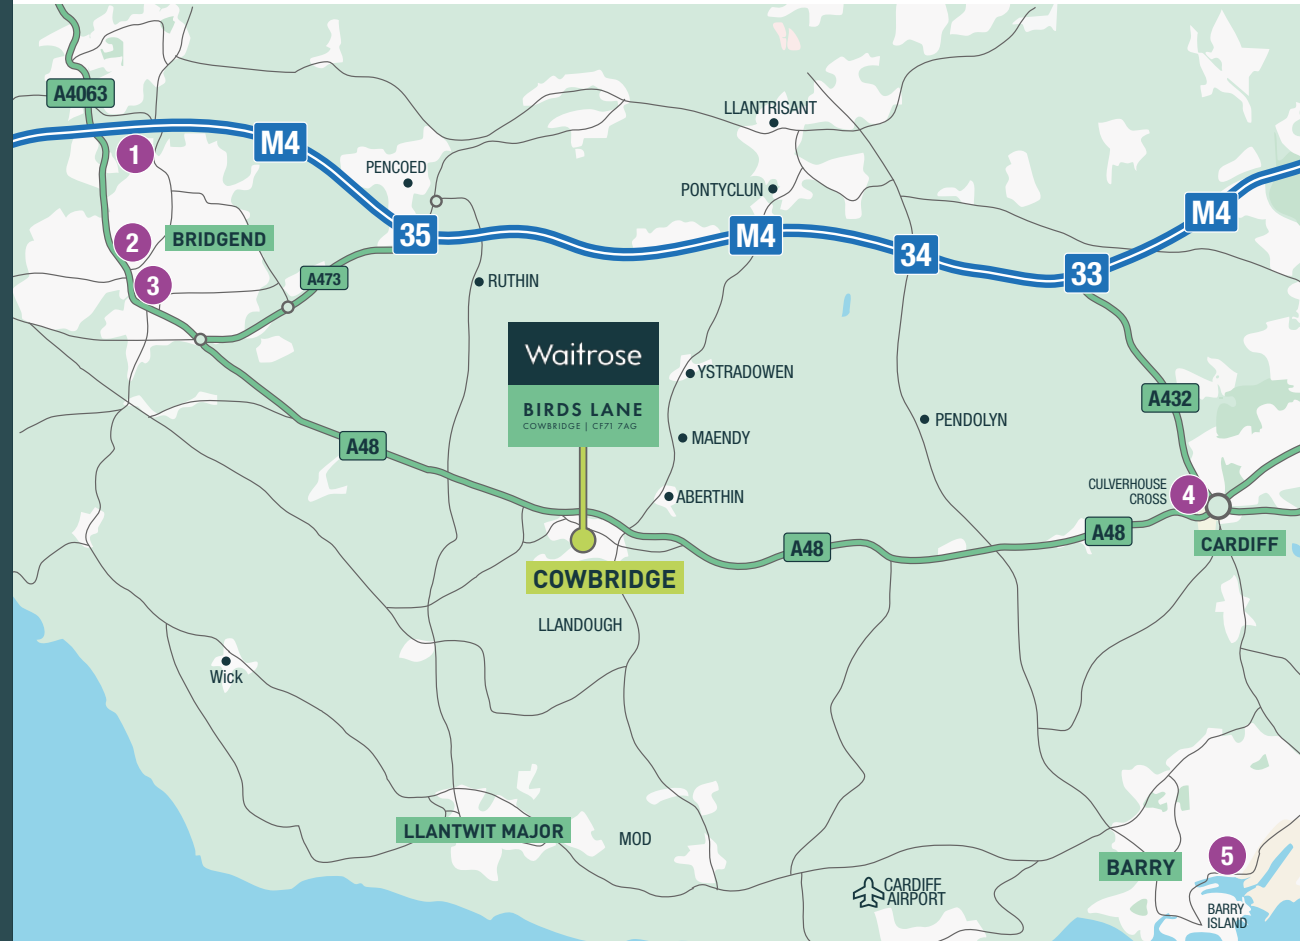 A4063
LLANTRISANT
1
M4
PENCOED
PONTYCLUN
M4
2
BRIDGEND
35
M4
34
33
3
A473
RUTHIN
Waitrose
BIRDS LANE
COWBRIDGE | CF71 7AG
YSTRADOWEN
A432
MAENDY
PENDOLYN
A48
CULVERHOUSE
CROSS
4
ABERTHIN
A48
A48
CARDIFF
COWBRIDGE
LLANDOUGH
Wick
LLANTWIT MAJOR
MOD
5
BARRY
CARDIFF
AIRPORT
BARRY
ISLAND